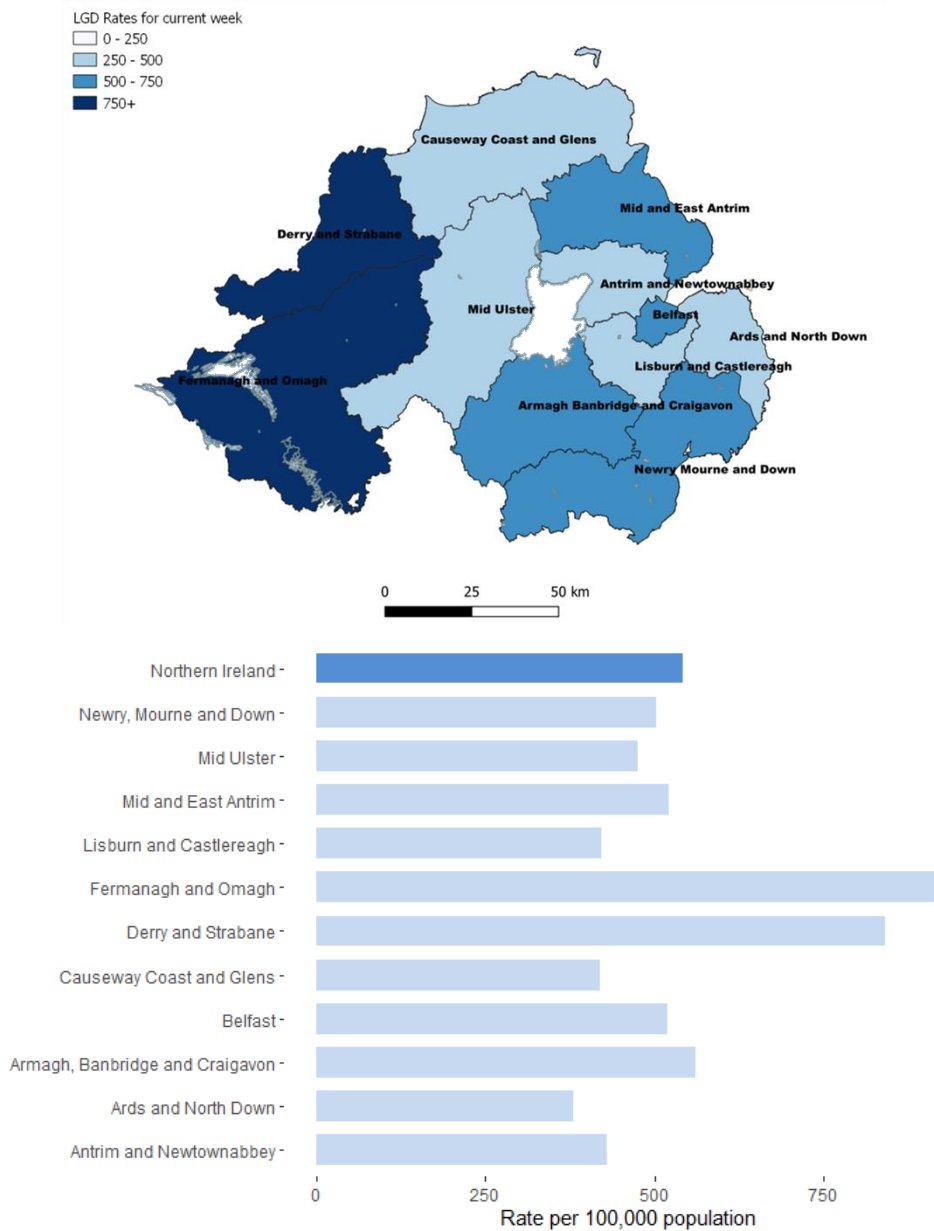 LGD Rates for current week
0 - 250
250 - 500
500 - 750
750+
Causeway Coast and Glens
Mid and East Antrim
Derry and Strabane
Antrim and Newtownabbey
Mid Ulster
Belfast
Ards and North Down
Lisburn and Castlereagh
Fermanagh and Omagh
Armagh Banbridge and Craigavon
Newry Mourne and Down
0 25 50 km
Northern Ireland
Newry, Mourne and Down
Mid Ulster
Mid and East Antrim
Lisburn and Castlereagh
Fermanagh and Omagh
Derry and Strabane
Causeway Coast and Glens
Belfast
Armagh, Banbridge and Craigavon
Ards and North Down
Antrim and Newtownabbey
0 250 500 750
Rate per 100,000 population